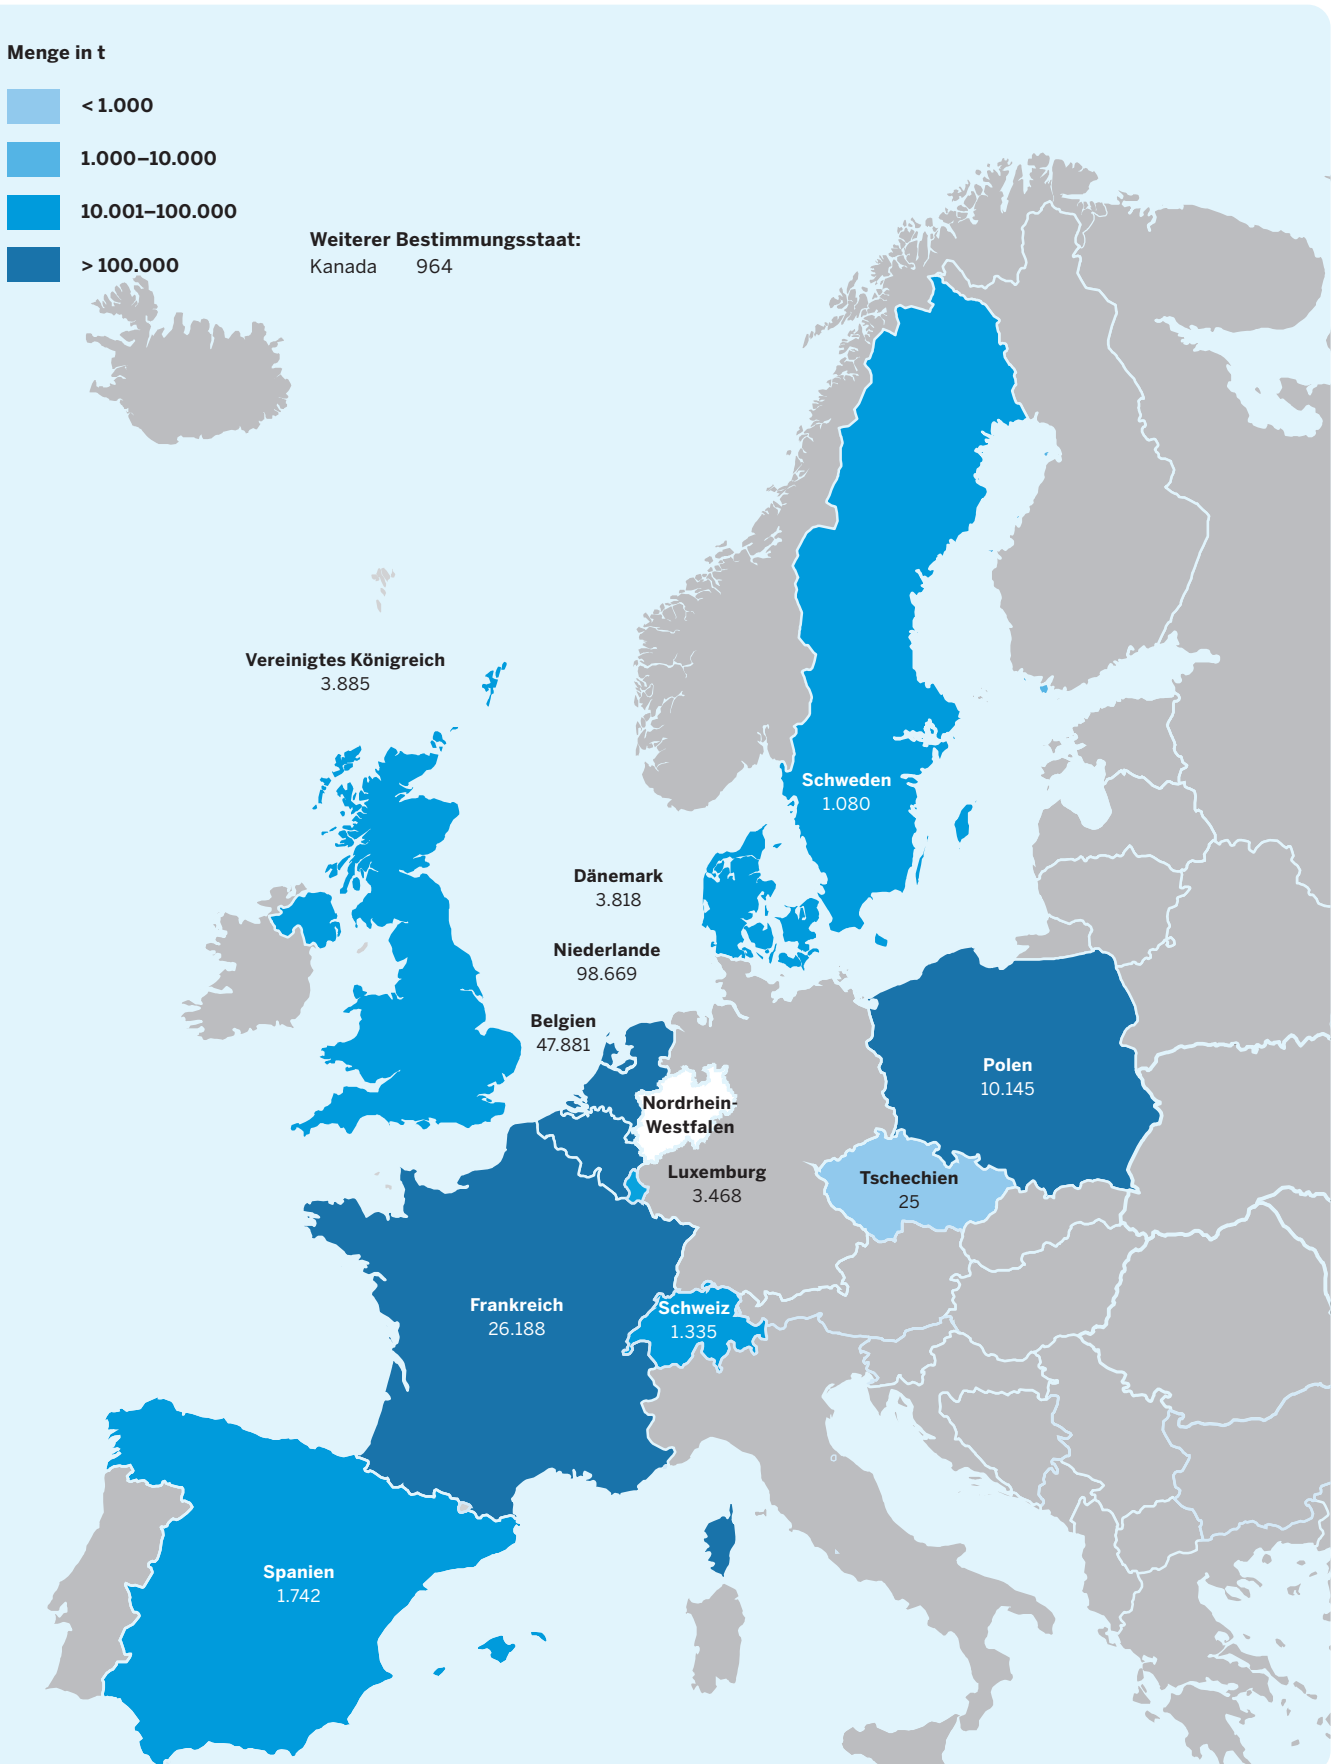 Menge in t
< 1.000
1.000–10.000
10.001–100.000
> 100.000
Weiterer Bestimmungsstaat:
Kanada 964
Vereinigtes Königreich
3.885
Schweden
1.080
Dänemark
3.818
Niederlande
98.669
Belgien
47.881
Polen
10.145
Nordrhein-
Westfalen
Luxemburg
3.468
Tschechien
25
Frankreich
26.188
Schweiz
1.335
Spanien
1.742